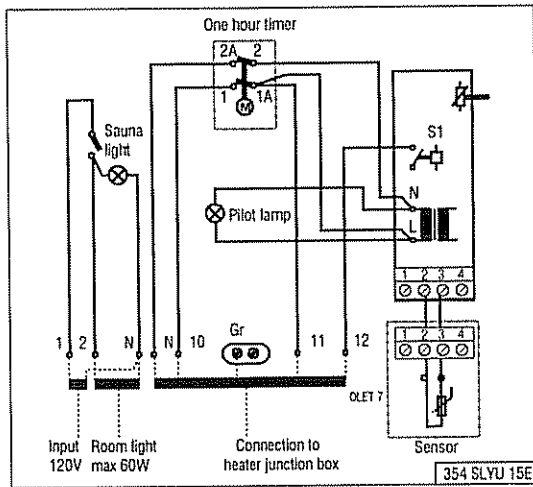 One hour timer
2A 2
1 1A
M
Sauna light
S1
N
Pilot lamp
L
1 2 3 4
1 2 3 4
1 2 N N 10 Gr 11 12
OLET 7
Input 120V
Room light max 60W
Connection to heater junction box
Sensor
354 SLYU 15E